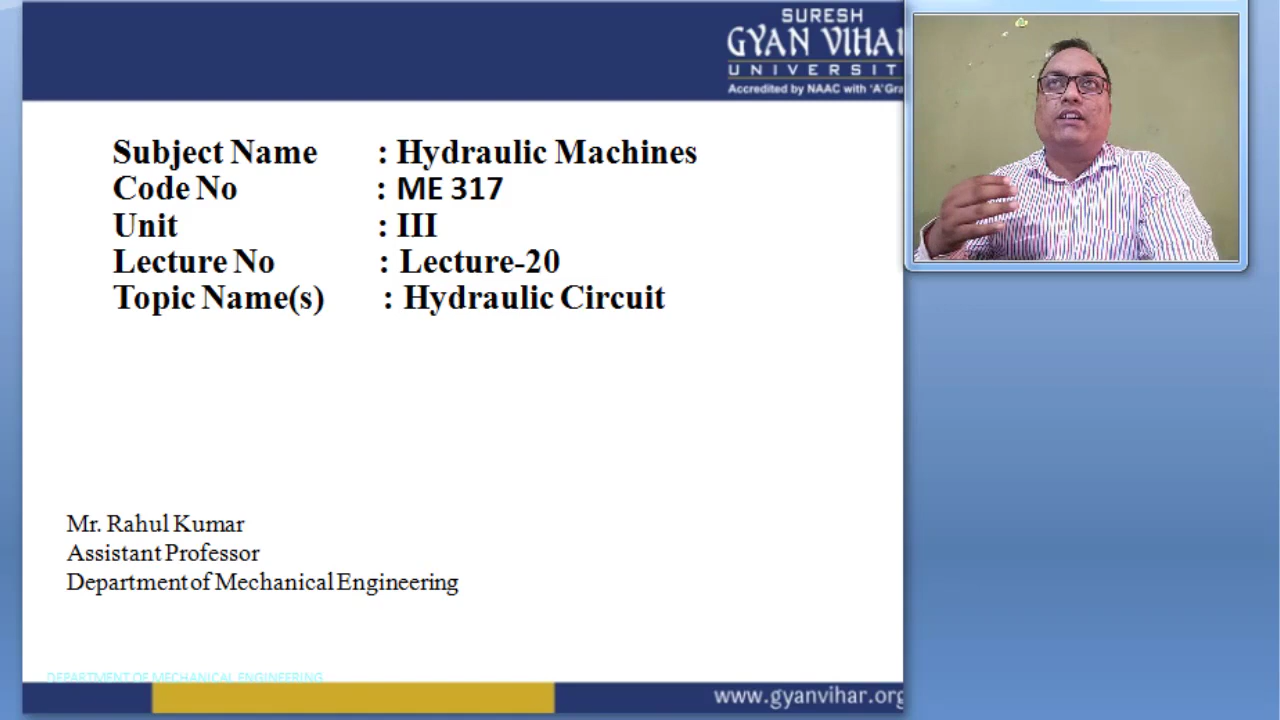 SURESH
GYAN VIHAR
UNIVERSIT
Accredited by NAAC with 'A' Gra
Subject Name : Hydraulic Machines
Code No : ME 317
Unit : III
Lecture No : Lecture-20
Topic Name(s) : Hydraulic Circuit
Mr. Rahul Kumar
Assistant Professor
Department of Mechanical Engineering
DEPARTMENT OF MECHANICAL ENGINEERING
www.gyanvihar.org